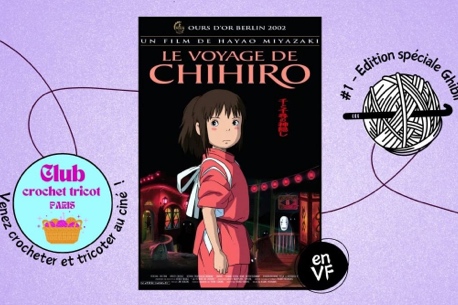 OURS D'OR BERLIN 2002
UN FILM DE HAYAO MIYAZAKI
LE VOYAGE DE
CHIHIRO
千と千尋の神隠し
#1 - Edition spéciale Ghibli
Club
crochet tricot
PARIS
Venez crocheter et tricoter au ciné !
en
VF